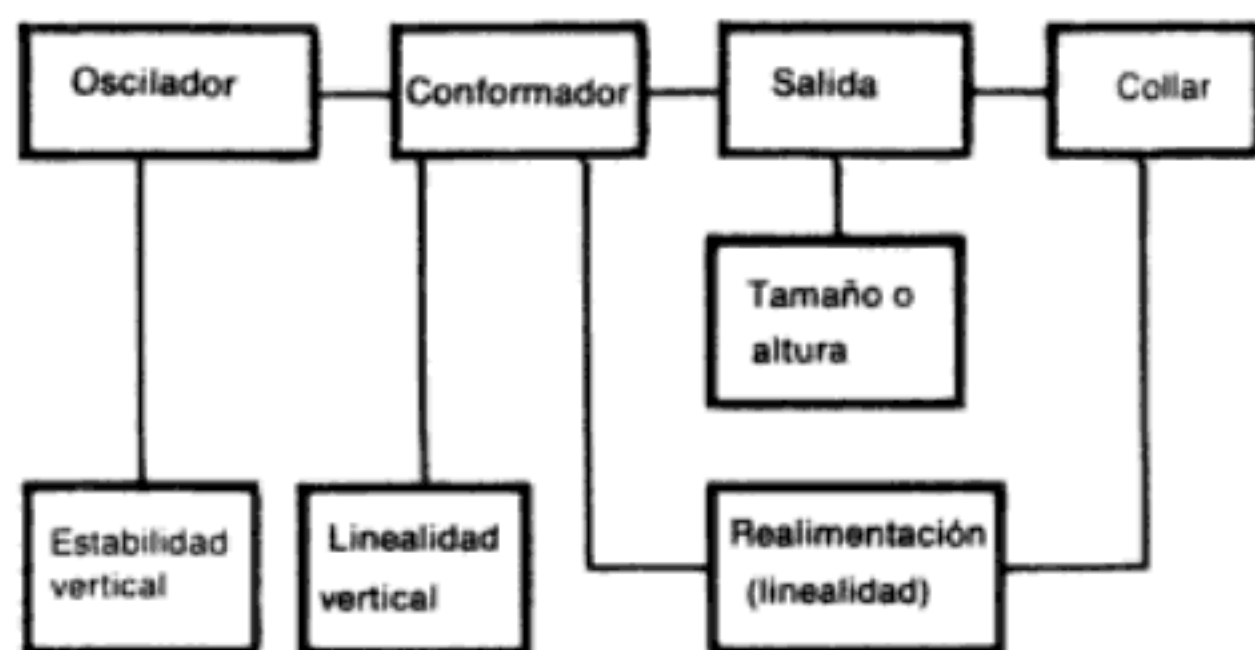 Oscilador
Conformador
Salida
Collar
Tamaño o
altura
Estabilidad
vertical
Linealidad
vertical
Realimentación
(linealidad)